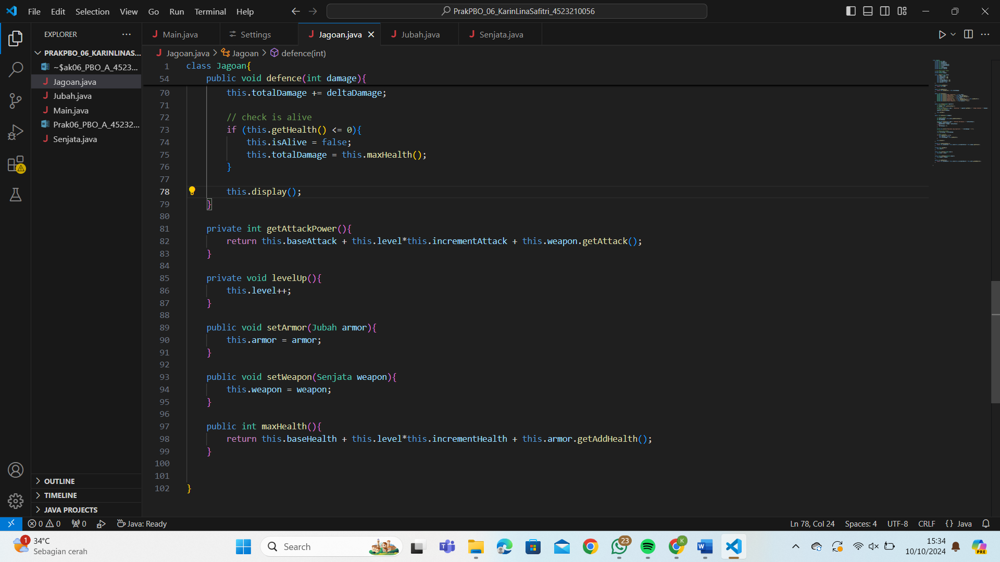 File Edit Selection View Go Run Terminal Help
PrakPBO_06_KarinLinaSafitri_4523210056
EXPLORER
Main.java
Settings
Jagoan.java
Jubah.java
Senjata.java
PRAKPBO_06_KARINLINAS...
~$ak06_PBO_A_4523...
Jagoan.java
Jubah.java
Main.java
Prak06_PBO_A_45232...
Senjata.java
OUTLINE
TIMELINE
JAVA PROJECTS
Jagoan.java > Jagoan > defence(int)
1 class Jagoan{
54 public void defence(int damage){
70 this.totalDamage += deltaDamage;
71
72 // check is alive
73 if (this.getHealth() <= 0){
74 this.isAlive = false;
75 this.totalDamage = this.maxHealth();
76 }
77
78 this.display();
79 }
80
81 private int getAttackPower(){
82 return this.baseAttack + this.level*this.incrementAttack + this.weapon.getAttack();
83 }
84
85 private void levelUp(){
86 this.level++;
87 }
88
89 public void setArmor(Jubah armor){
90 this.armor = armor;
91 }
92
93 public void setWeapon(Senjata weapon){
94 this.weapon = weapon;
95 }
96
97 public int maxHealth(){
98 return this.baseHealth + this.level*this.incrementHealth + this.armor.getAddHealth();
99 }
100
101
102 }
0 0 0 Java: Ready
Ln 78, Col 24 Spaces: 4 UTF-8 CRLF {} Java
1
34°C
Sebagian cerah
Search
23
K
15:34
10/10/2024
PRE